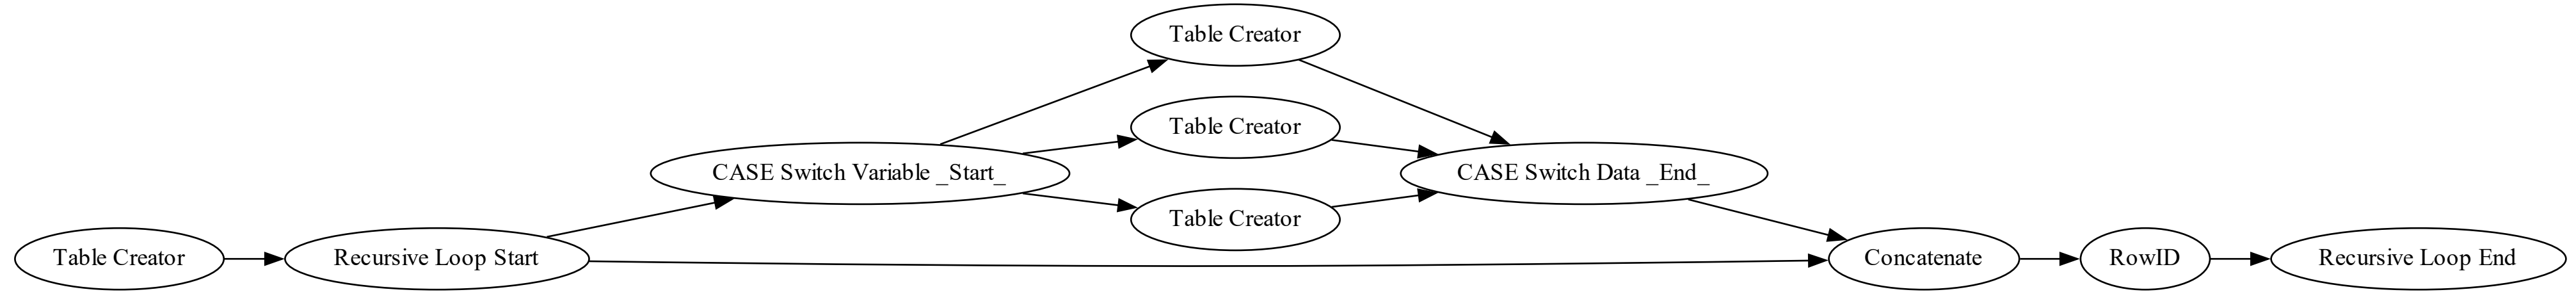 Table Creator
Table Creator
CASE Switch Variable _Start_
CASE Switch Data _End_
Table Creator
Table Creator
Recursive Loop Start
Concatenate
RowID
Recursive Loop End